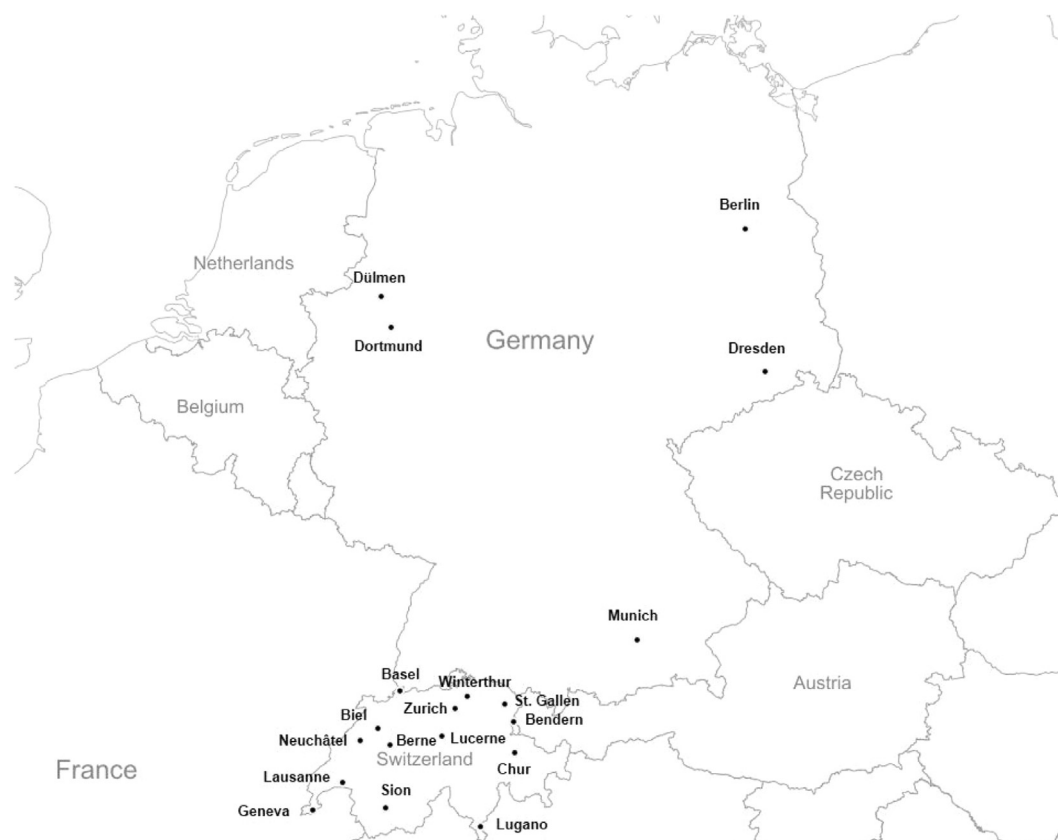 Berlin
Netherlands
Dülmen
Germany
Dortmund
Dresden
Belgium
Czech
Republic
Munich
Basel
Winterthur
Austria
St. Gallen
Zurich
Biel
Bendern
Neuchâtel
Berne
Lucerne
Switzerland
Chur
France
Lausanne
Sion
Geneva
Lugano